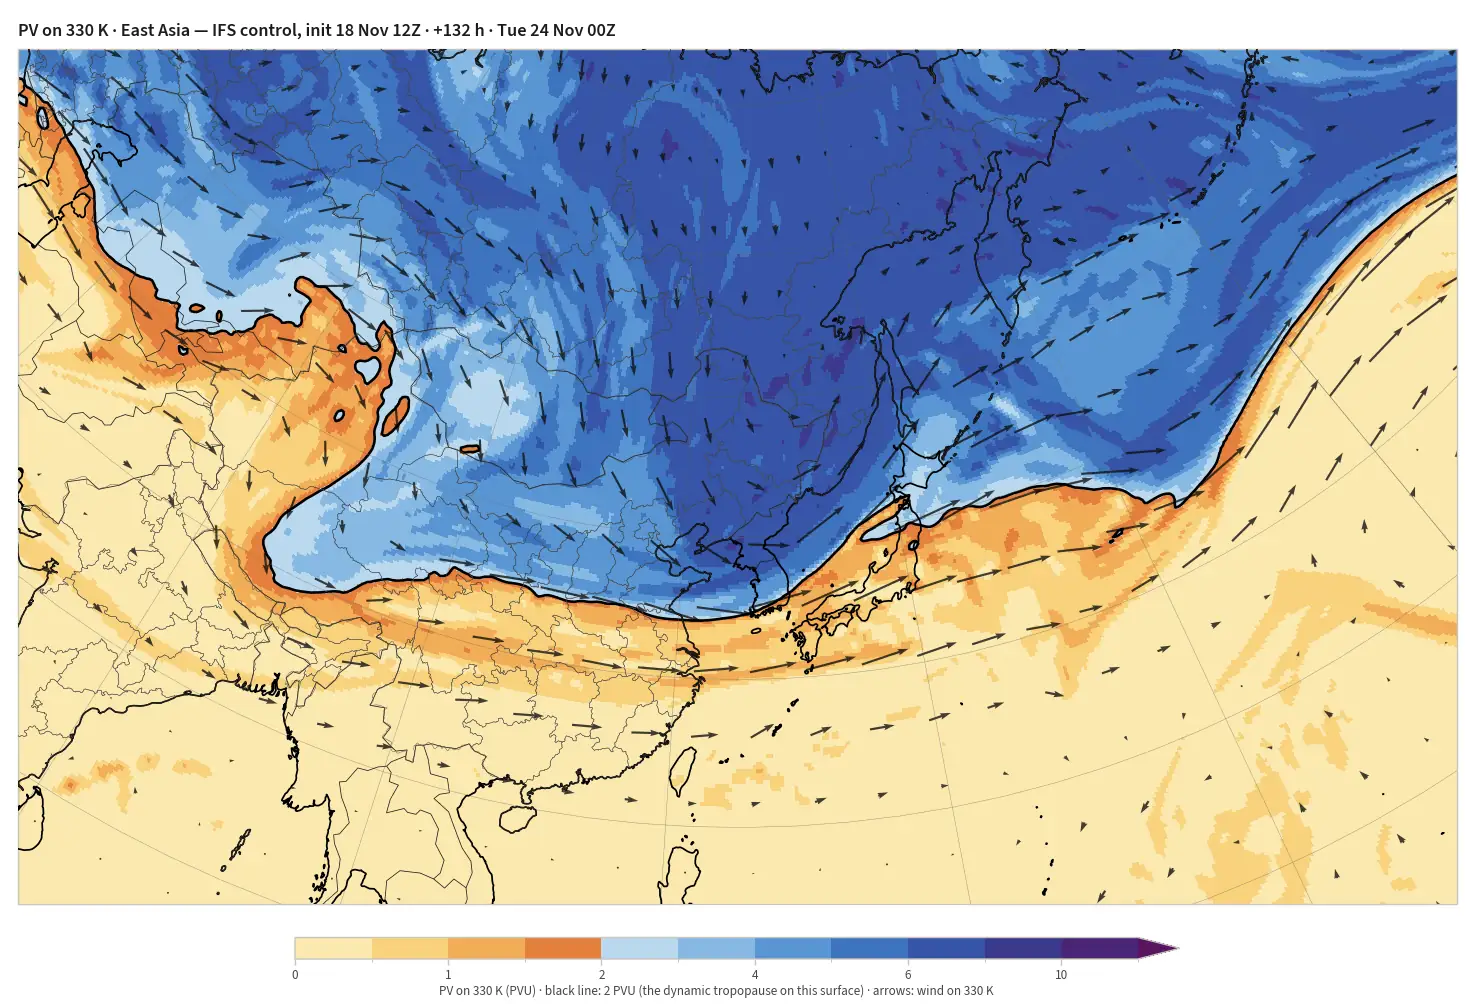 PV on 330 K · East Asia — IFS control, init 18 Nov 12Z · +132 h · Tue 24 Nov 00Z
0 1 2 4 6 10
PV on 330 K (PVU) · black line: 2 PVU (the dynamic tropopause on this surface) · arrows: wind on 330 K